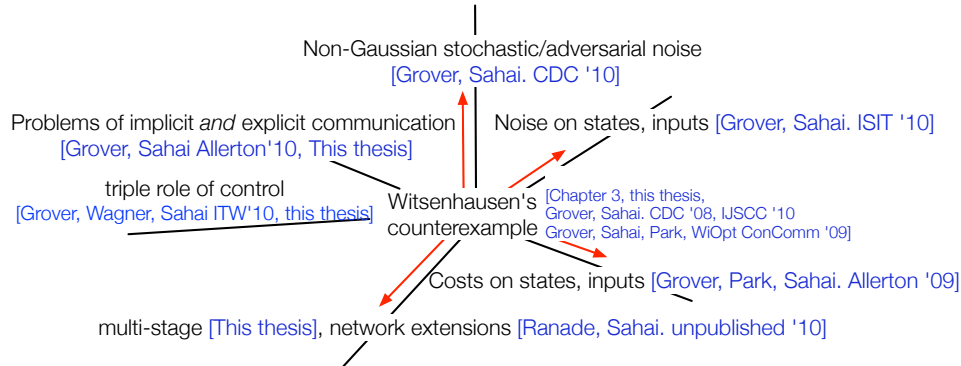 Non-Gaussian stochastic/adversarial noise
[Grover, Sahai. CDC '10]
Problems of implicit and explicit communication
[Grover, Sahai Allerton'10, This thesis]
Noise on states, inputs [Grover, Sahai. ISIT '10]
triple role of control
[Grover, Wagner, Sahai ITW'10, this thesis]
Witsenhausen's
counterexample
[Chapter 3, this thesis,
Grover, Sahai. CDC '08, IJSCC '10
Grover, Sahai, Park, WiOpt ConComm '09]
Costs on states, inputs [Grover, Park, Sahai. Allerton '09]
multi-stage [This thesis], network extensions [Ranade, Sahai. unpublished '10]